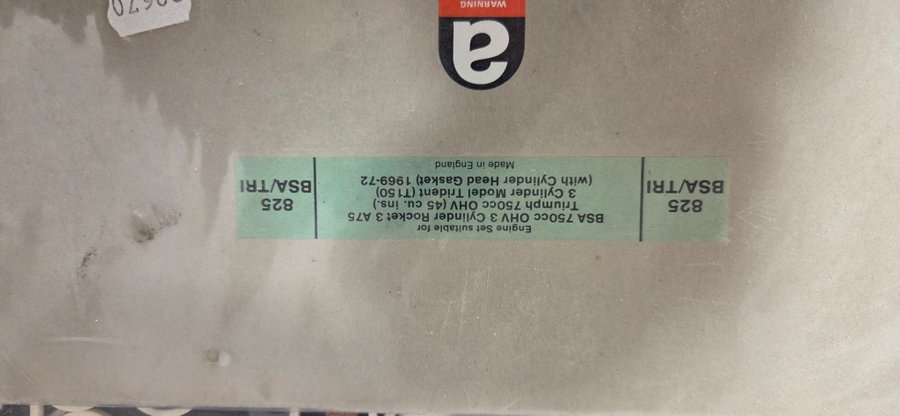 825
BSA/TRI
Engine Set suitable for
BSA 750cc OHV 3 Cylinder Rocket 3 A75
Triumph 750cc OHV (45 cu. ins.)
3 Cylinder Model Trident (T150)
(with Cylinder Head Gasket) 1969-72
Made in England
825
BSA/TRI
a
WARNING